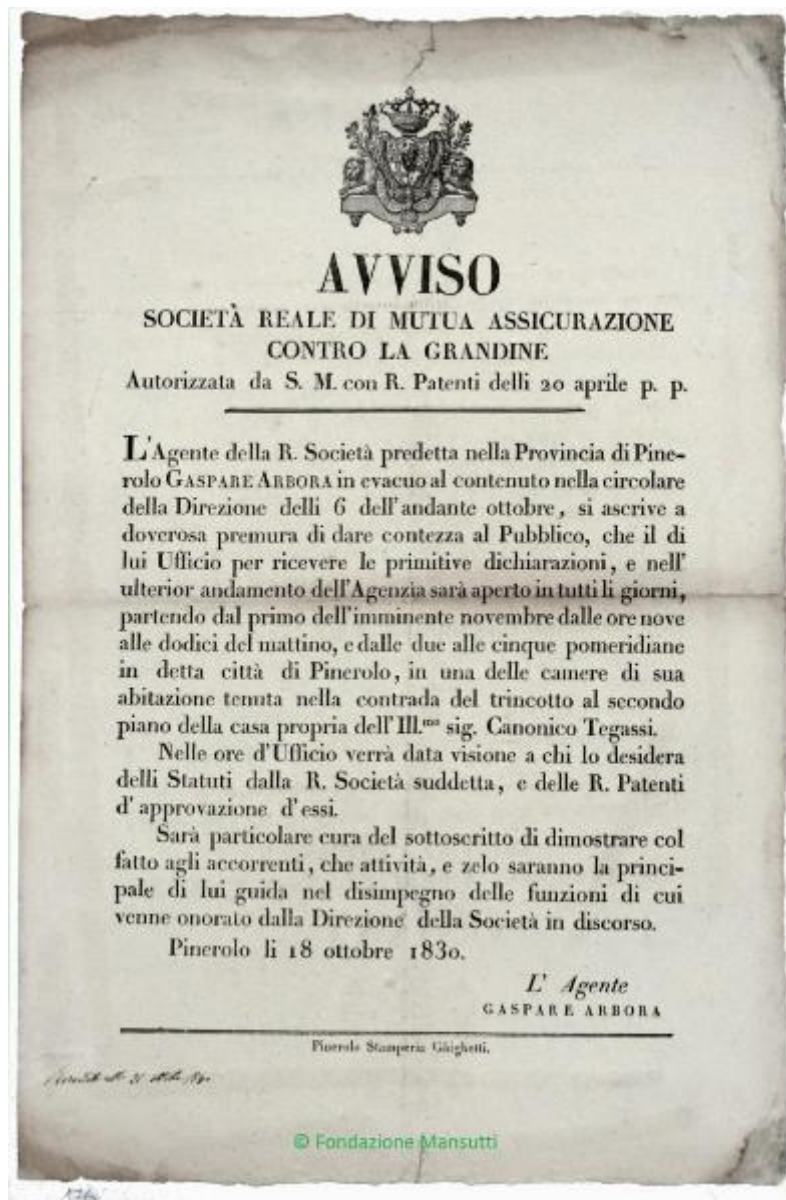 AVVISO
SOCIETÀ REALE DI MUTUA ASSICURAZIONE
CONTRO LA GRANDINE
Autorizzata da S. M. con R. Patenti delli 20 aprile p. p.
L'Agente della R. Società predetta nella Provincia di Pine-
rolo GASPARE ARBORA in evacuo al contenuto nella circolare
della Direzione delli 6 dell'andante ottobre, si ascrive a
doverosa premura di dare contezza al Pubblico, che il di
lui Ufficio per ricevere le primitive dichiarazioni, e nell'
ulterior andamento dell'Agenzia sarà aperto in tutti li giorni,
partendo dal primo dell'imminente novembre dalle ore nove
alle dodici del mattino, e dalle due alle cinque pomeridiane
in detta città di Pinerolo, in una delle camere di sua
abitazione tenuta nella contrada del trincotto al secondo
piano della casa propria dell'Ill.mo sig. Canonico Tegassi.
Nelle ore d'Ufficio verrà data visione a chi lo desidera
delli Statuti dalla R. Società suddetta, e delle R. Patenti
d'approvazione d'essi.
Sarà particolare cura del sottoscritto di dimostrare col
fatto agli accorrenti, che attività, e zelo saranno la princi-
pale di lui guida nel disimpegno delle funzioni di cui
venne onorato dalla Direzione della Società in discorso.
Pinerolo li 18 ottobre 1830.
L' Agente
GASPARE ARBORA
Pinerolo Stamperia Ghighetti.
© Fondazione Mansutti